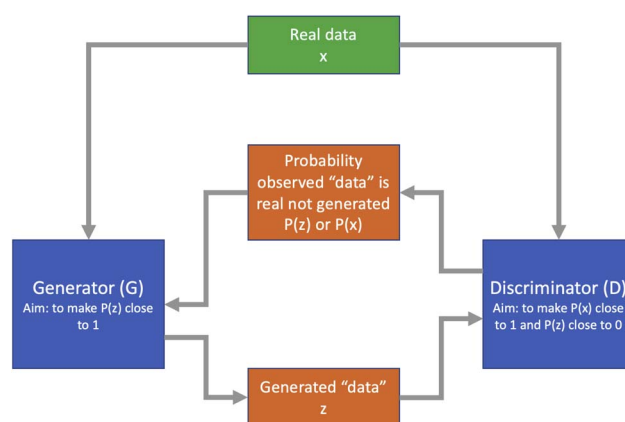 Real data
x
Probability
observed “data” is
real not generated
P(z) or P(x)
Generator (G)
Aim: to make P(z) close
to 1
Discriminator (D)
Aim: to make P(x) close
to 1 and P(z) close to 0
Generated “data”
z